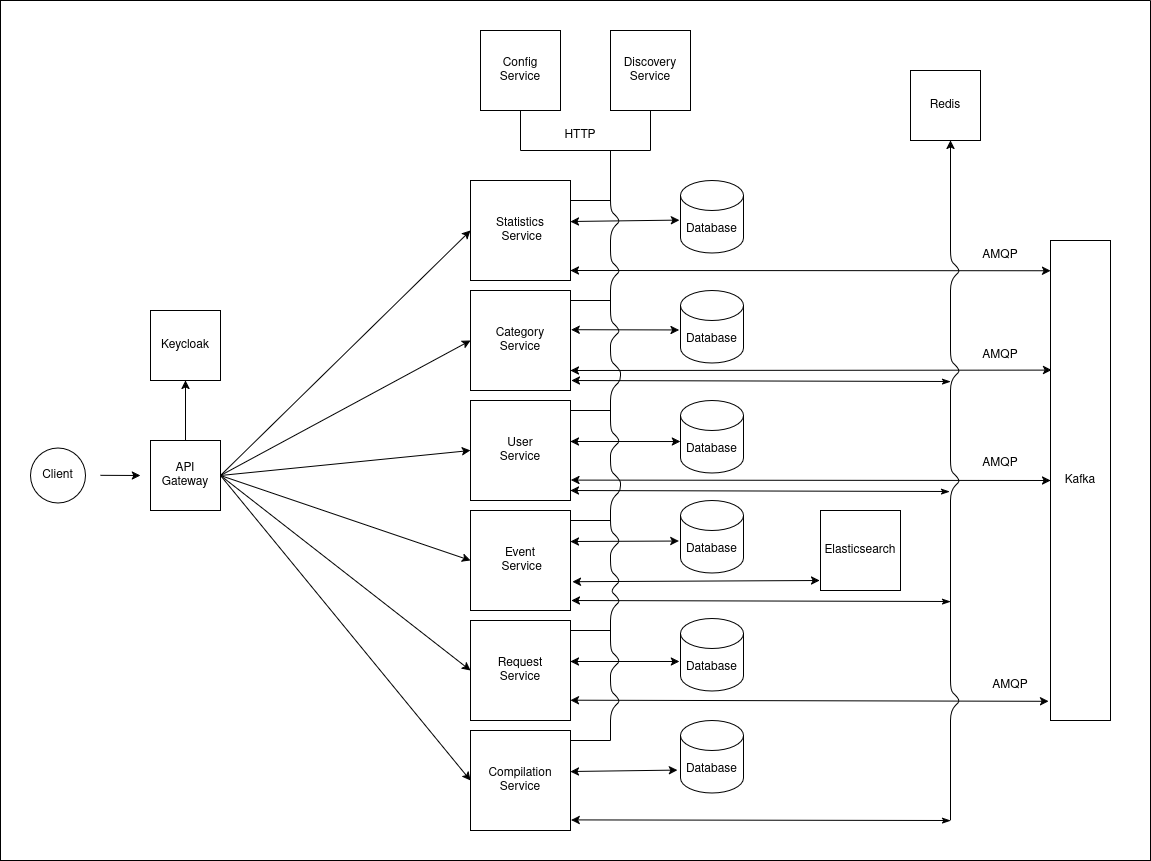 Config
Service
Discovery
Service
HTTP
Redis
Statistics
Service
Database
AMQP
Category
Service
Database
AMQP
Keycloak
User
Service
Database
AMQP
Client
API
Gateway
Kafka
Event
Service
Database
Elasticsearch
Request
Service
Database
AMQP
Compilation
Service
Database